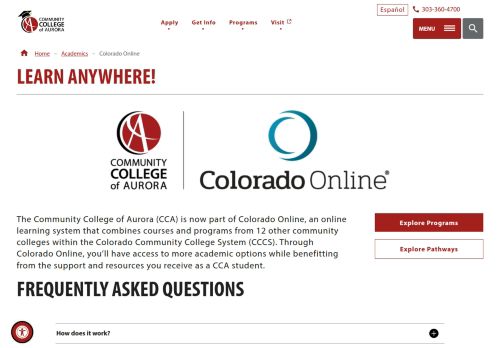 COMMUNITY
COLLEGE
of AURORA
Apply
Get Info
Programs
Visit
Español
303-360-4700
MENU
Home – Academics – Colorado Online
LEARN ANYWHERE!
COMMUNITY
COLLEGE
of AURORA
Colorado Online®
The Community College of Aurora (CCA) is now part of Colorado Online, an online
learning system that combines courses and programs from 12 other community
colleges within the Colorado Community College System (CCCS). Through
Colorado Online, you'll have access to more academic options while benefitting
from the support and resources you receive as a CCA student.
Explore Programs
Explore Pathways
FREQUENTLY ASKED QUESTIONS
How does it work?